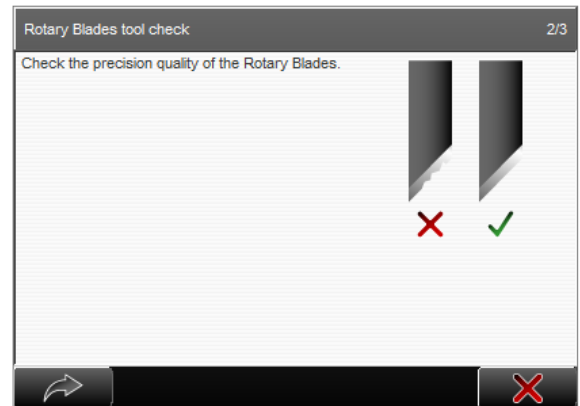 Rotary Blades tool check 2/3
Check the precision quality of the Rotary Blades.